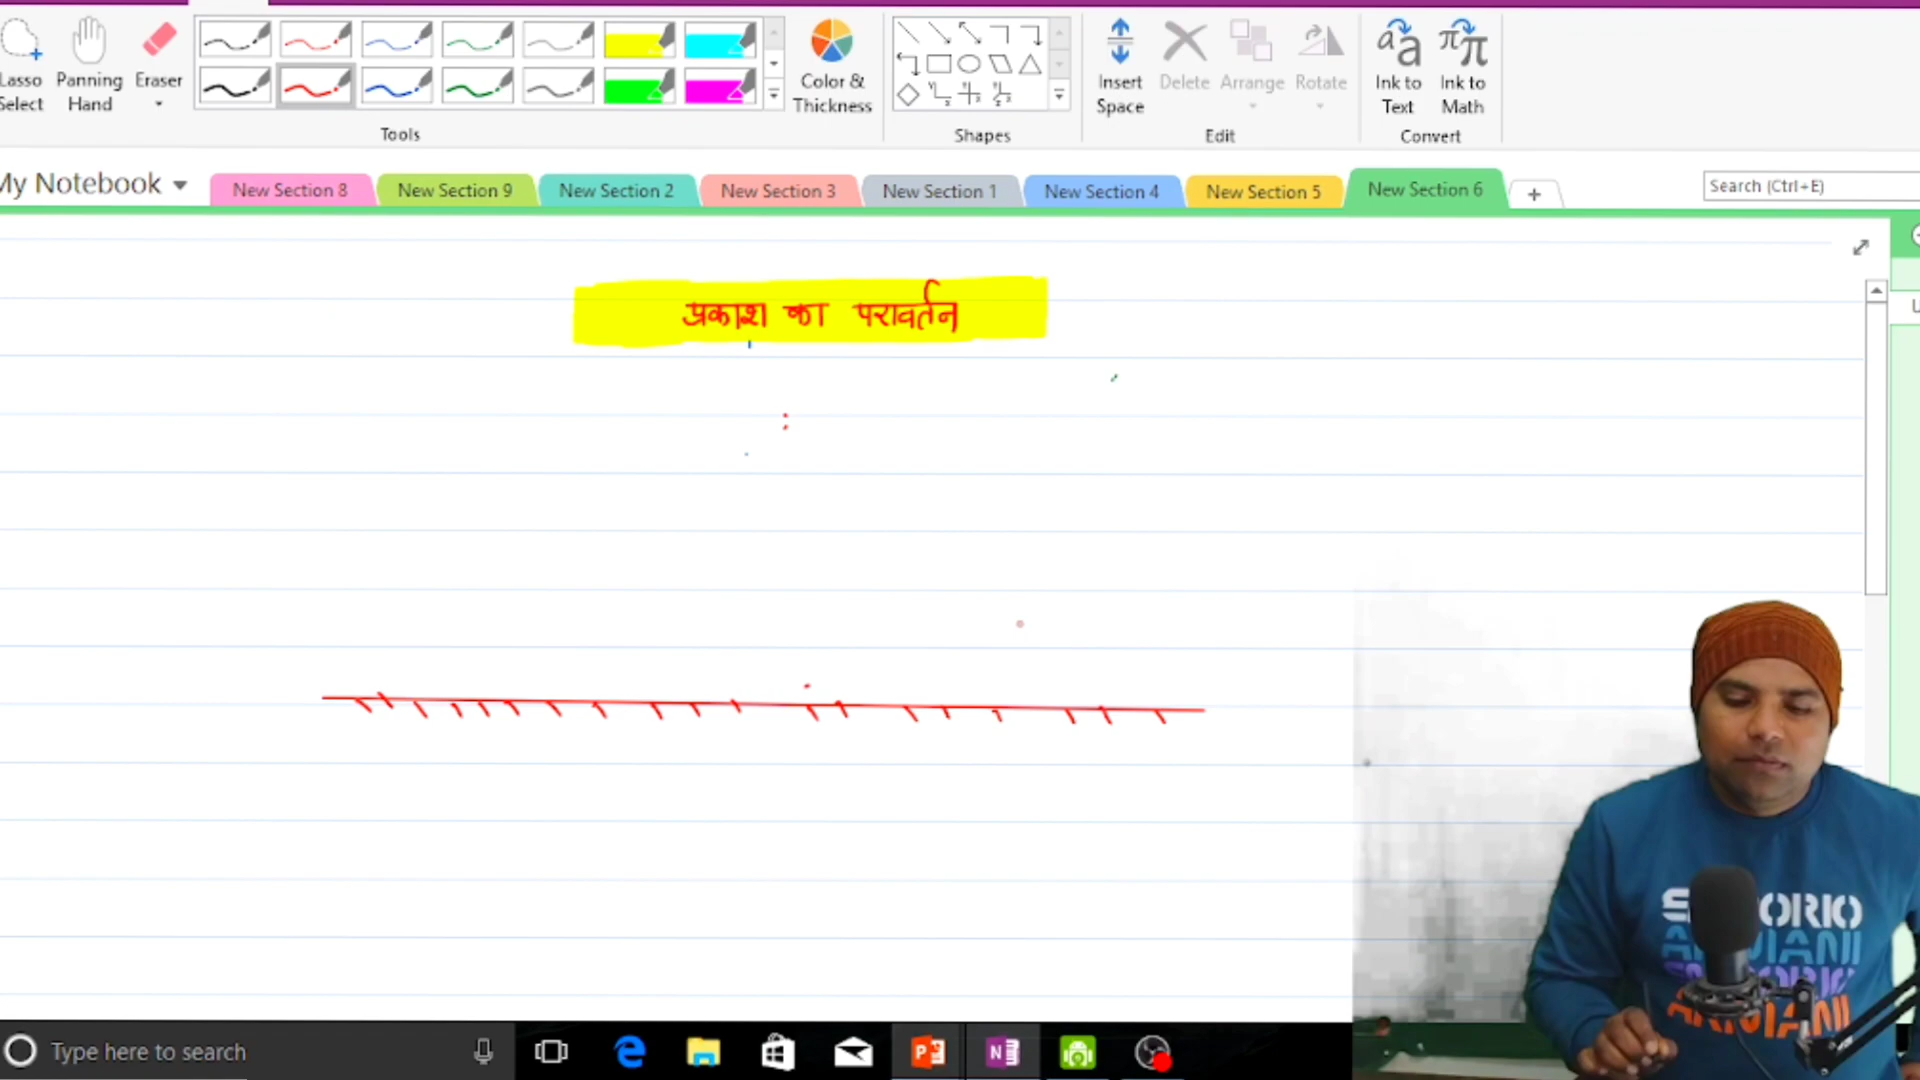 Lasso Select
Panning Hand
Eraser
Color & Thickness
Insert Space
Delete
Arrange
Rotate
Ink to Text
Ink to Math
Tools
Shapes
Edit
Convert
My Notebook
New Section 8
New Section 9
New Section 2
New Section 3
New Section 1
New Section 4
New Section 5
New Section 6
+
Search (Ctrl+E)
प्रकाश का परावर्तन
ORIO
Type here to search